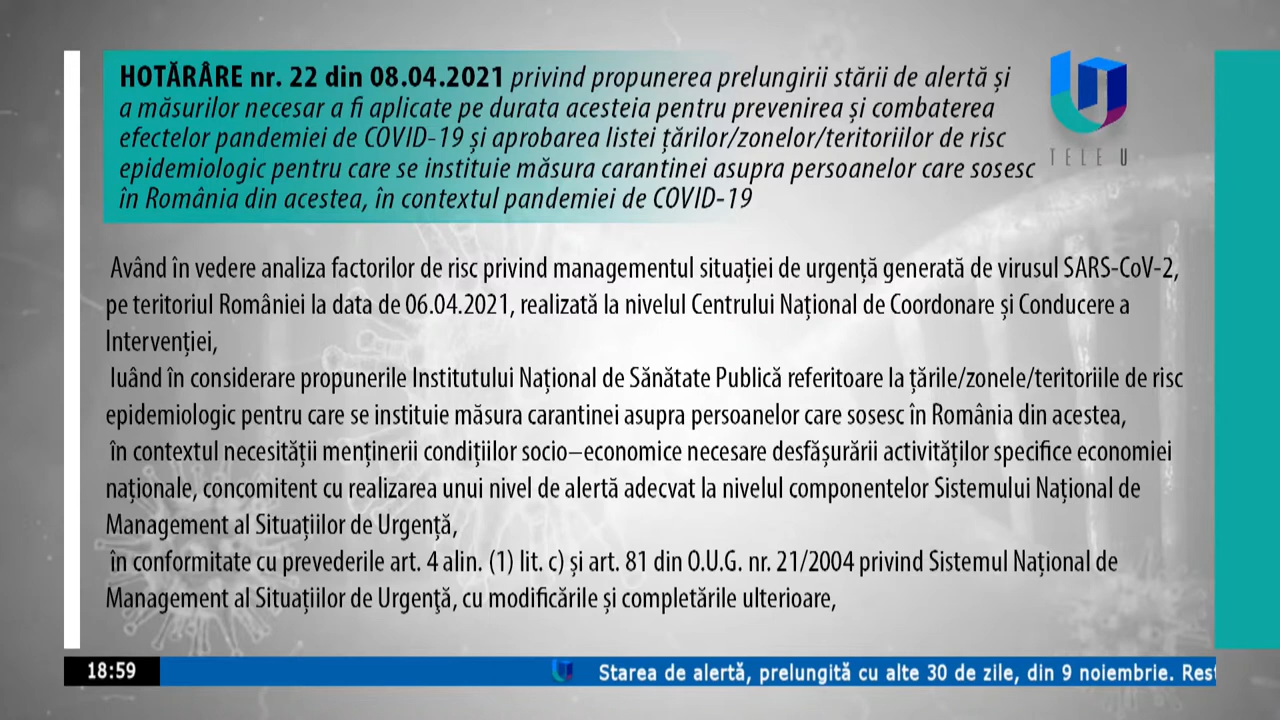 HOTĂRÂRE nr. 22 din 08.04.2021 privind propunerea prelungirii stării de alertă și
a măsurilor necesar a fi aplicate pe durata acesteia pentru prevenirea și combaterea
efectelor pandemiei de COVID-19 și aprobarea listei țărilor/zonelor/teritoriilor de risc
epidemiologic pentru care se instituie măsura carantinei asupra persoanelor care sosesc
în România din acestea, în contextul pandemiei de COVID-19
TELE U
Având în vedere analiza factorilor de risc privind managementul situației de urgență generată de virusul SARS-CoV-2,
pe teritoriul României la data de 06.04.2021, realizată la nivelul Centrului Național de Coordonare și Conducere a
Intervenției,
Iuând în considerare propunerile Institutului Național de Sănătate Publică referitoare la țările/zonele/teritoriile de risc
epidemiologic pentru care se instituie măsura carantinei asupra persoanelor care sosesc în România din acestea,
în contextul necesității menținerii condițiilor socio–economice necesare desfășurării activităților specifice economiei
naționale, concomitent cu realizarea unui nivel de alertă adecvat la nivelul componentelor Sistemului Național de
Management al Situațiilor de Urgență,
în conformitate cu prevederile art. 4 alin. (1) lit. c) și art. 81 din O.U.G. nr. 21/2004 privind Sistemul Național de
Management al Situațiilor de Urgenţă, cu modificările și completările ulterioare,
18:59
Starea de alertă, prelungită cu alte 30 de zile, din 9 noiembrie. Rest